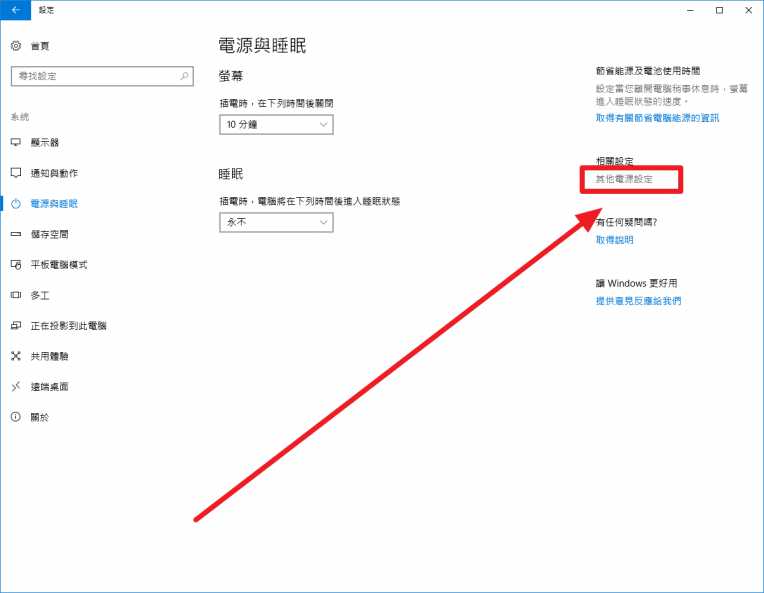 設定
首頁
尋找設定
系統
顯示器
通知與動作
電源與睡眠
儲存空間
平板電腦模式
多工
正在投影到此電腦
共用體驗
遠端桌面
關於
電源與睡眠
螢幕
插電時，在下列時間後關閉
10 分鐘
睡眠
插電時，電腦將在下列時間後進入睡眠狀態
永不
節省能源及電池使用時間
設定當您離開電腦稍事休息時，螢幕
進入睡眠狀態的速度。
取得有關節省電腦能源的資訊
相關設定
其他電源設定
有任何疑問嗎?
取得說明
讓 Windows 更好用
提供意見反應給我們